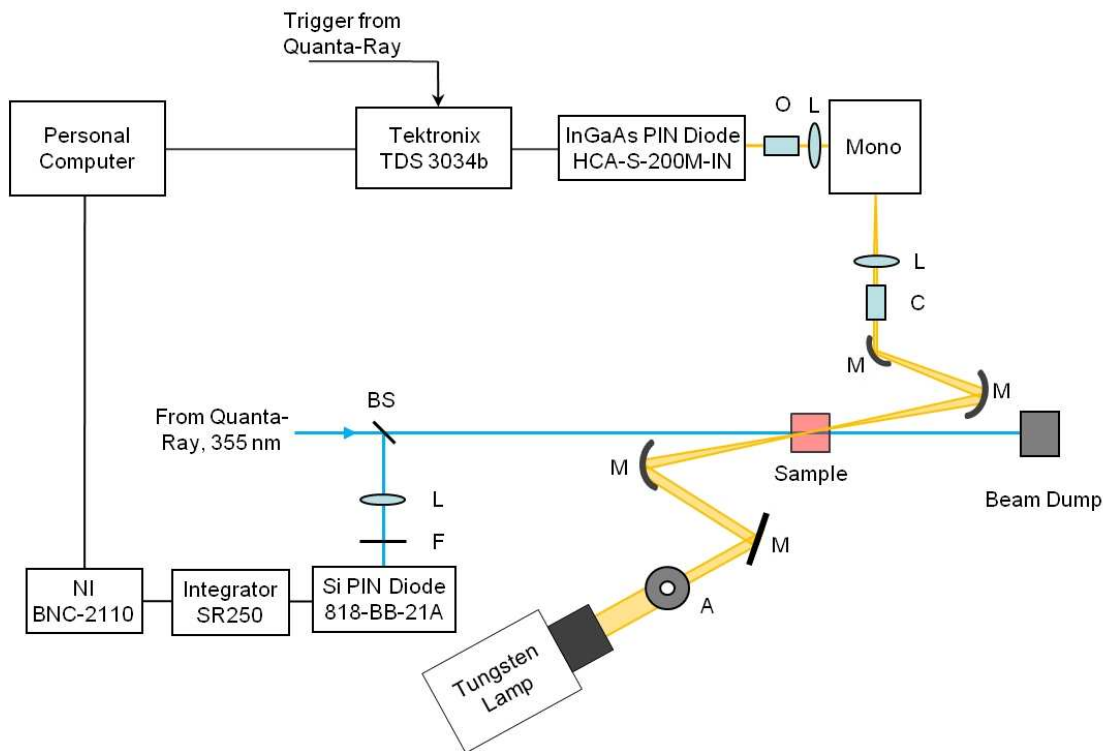 Trigger from
Quanta-Ray
Personal
Computer
Tektronix
TDS 3034b
InGaAs PIN Diode
HCA-S-200M-IN
O
L
Mono
L
C
M
M
BS
From Quanta-
Ray, 355 nm
M
Sample
Beam Dump
L
F
M
NI
BNC-2110
Integrator
SR250
Si PIN Diode
818-BB-21A
A
Tungsten
Lamp